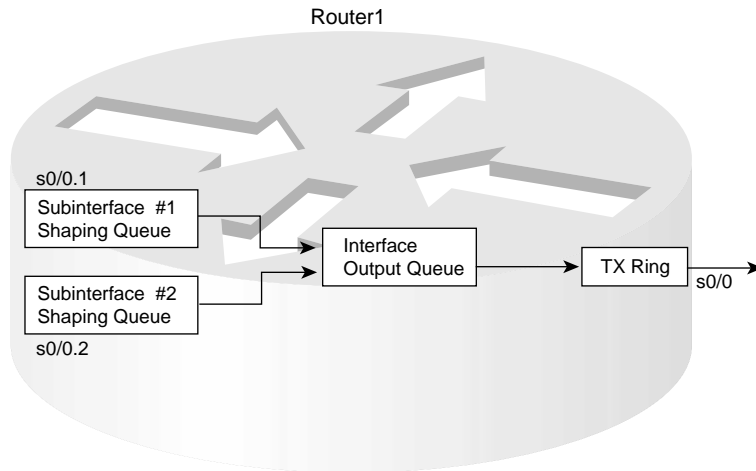 Router1
s0/0.1
Subinterface #1
Shaping Queue
Interface
Output Queue
TX Ring
s0/0
Subinterface #2
Shaping Queue
s0/0.2